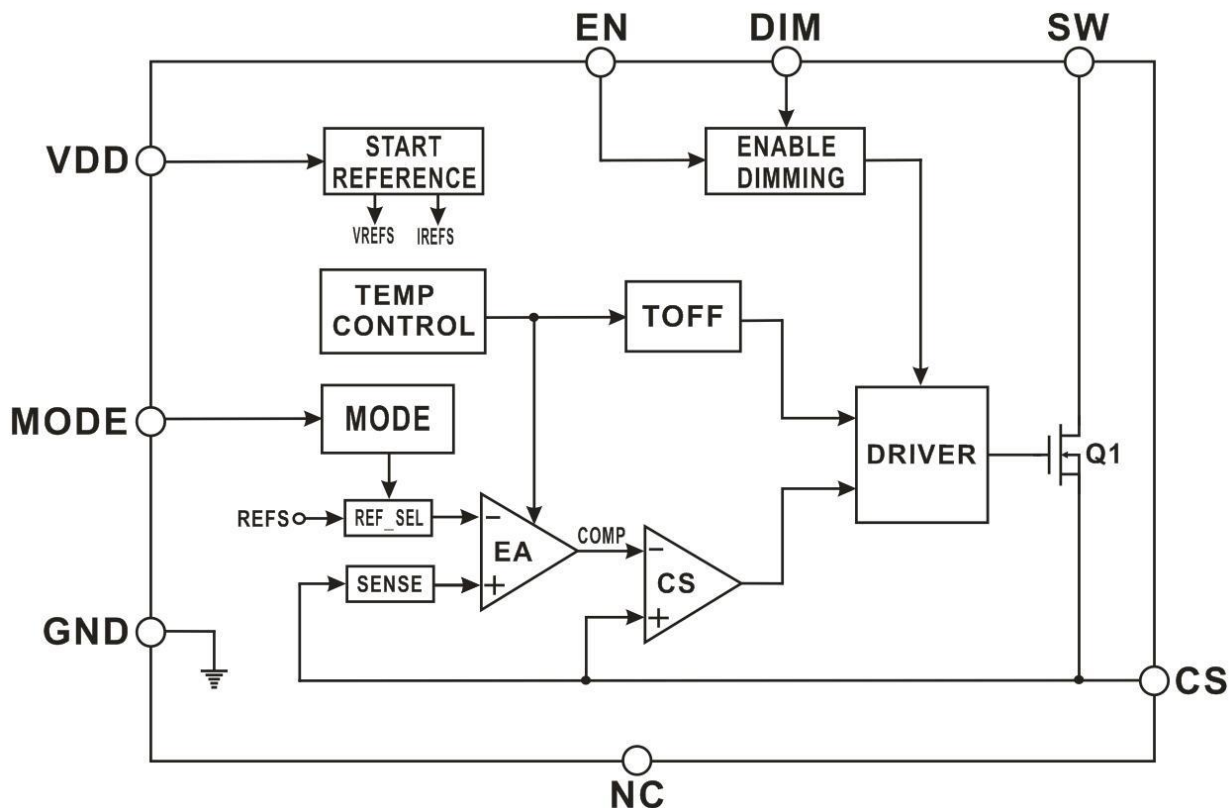 EN
DIM
SW
VDD
START
REFERENCE
ENABLE
DIMMING
VREFS
IREFS
TEMP
CONTROL
TOFF
MODE
MODE
DRIVER
Q1
REFS
REF_SEL
−
EA
+
COMP
−
CS
+
SENSE
GND
CS
NC